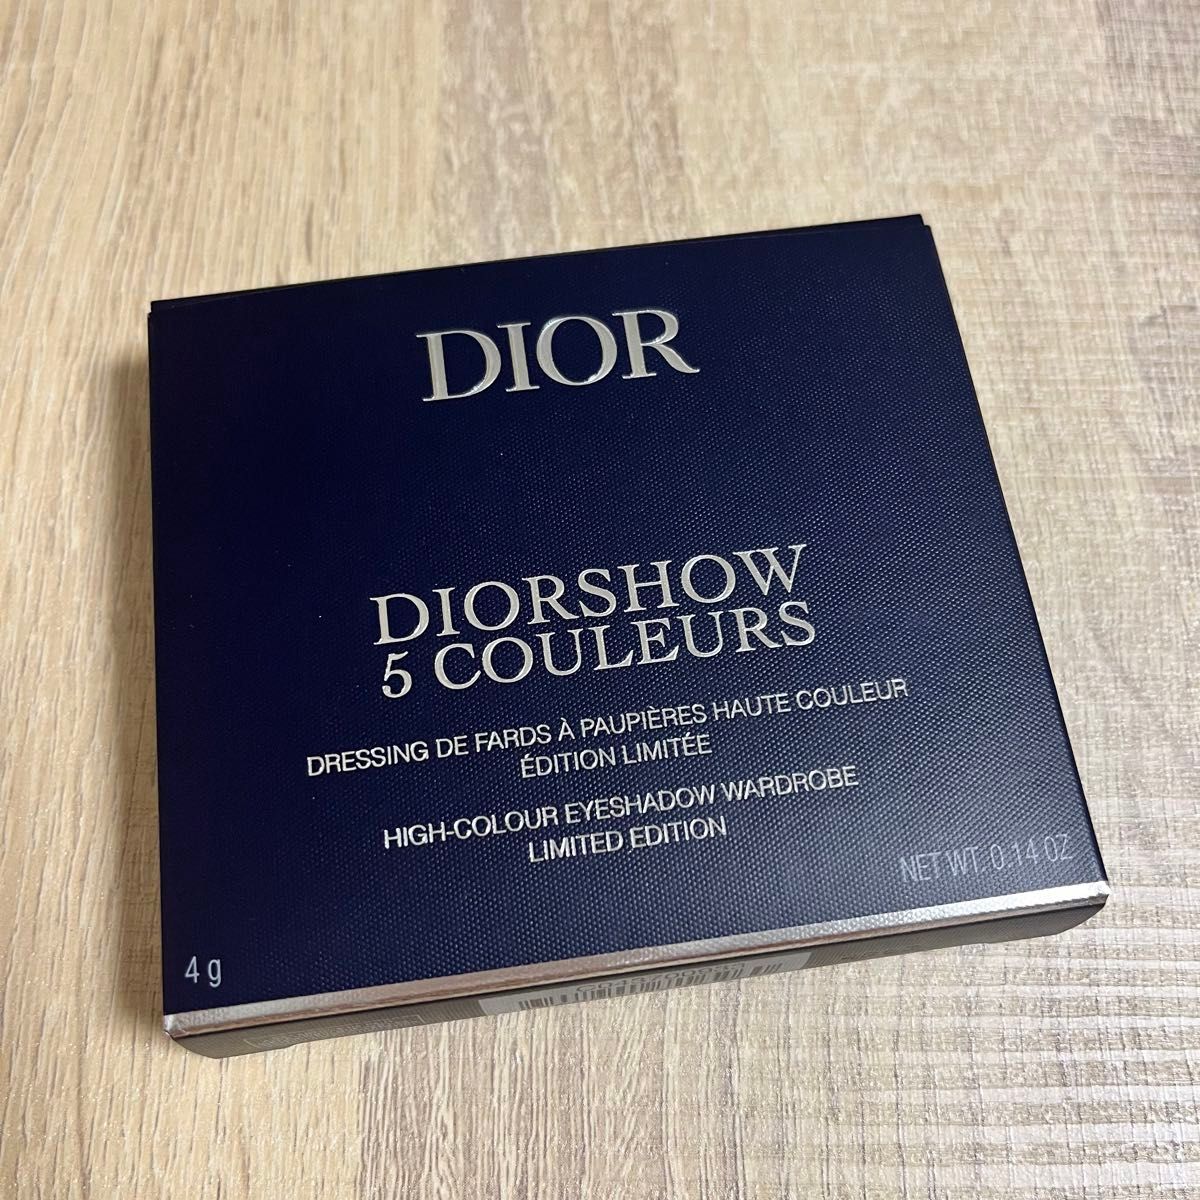 DIOR
DIORSHOW
5 COULEURS
DRESSING DE FARDS À PAUPIÈRES HAUTE COULEUR
ÉDITION LIMITÉE
HIGH-COLOUR EYESHADOW WARDROBE
LIMITED EDITION
NET WT. 0.14 OZ
4 g